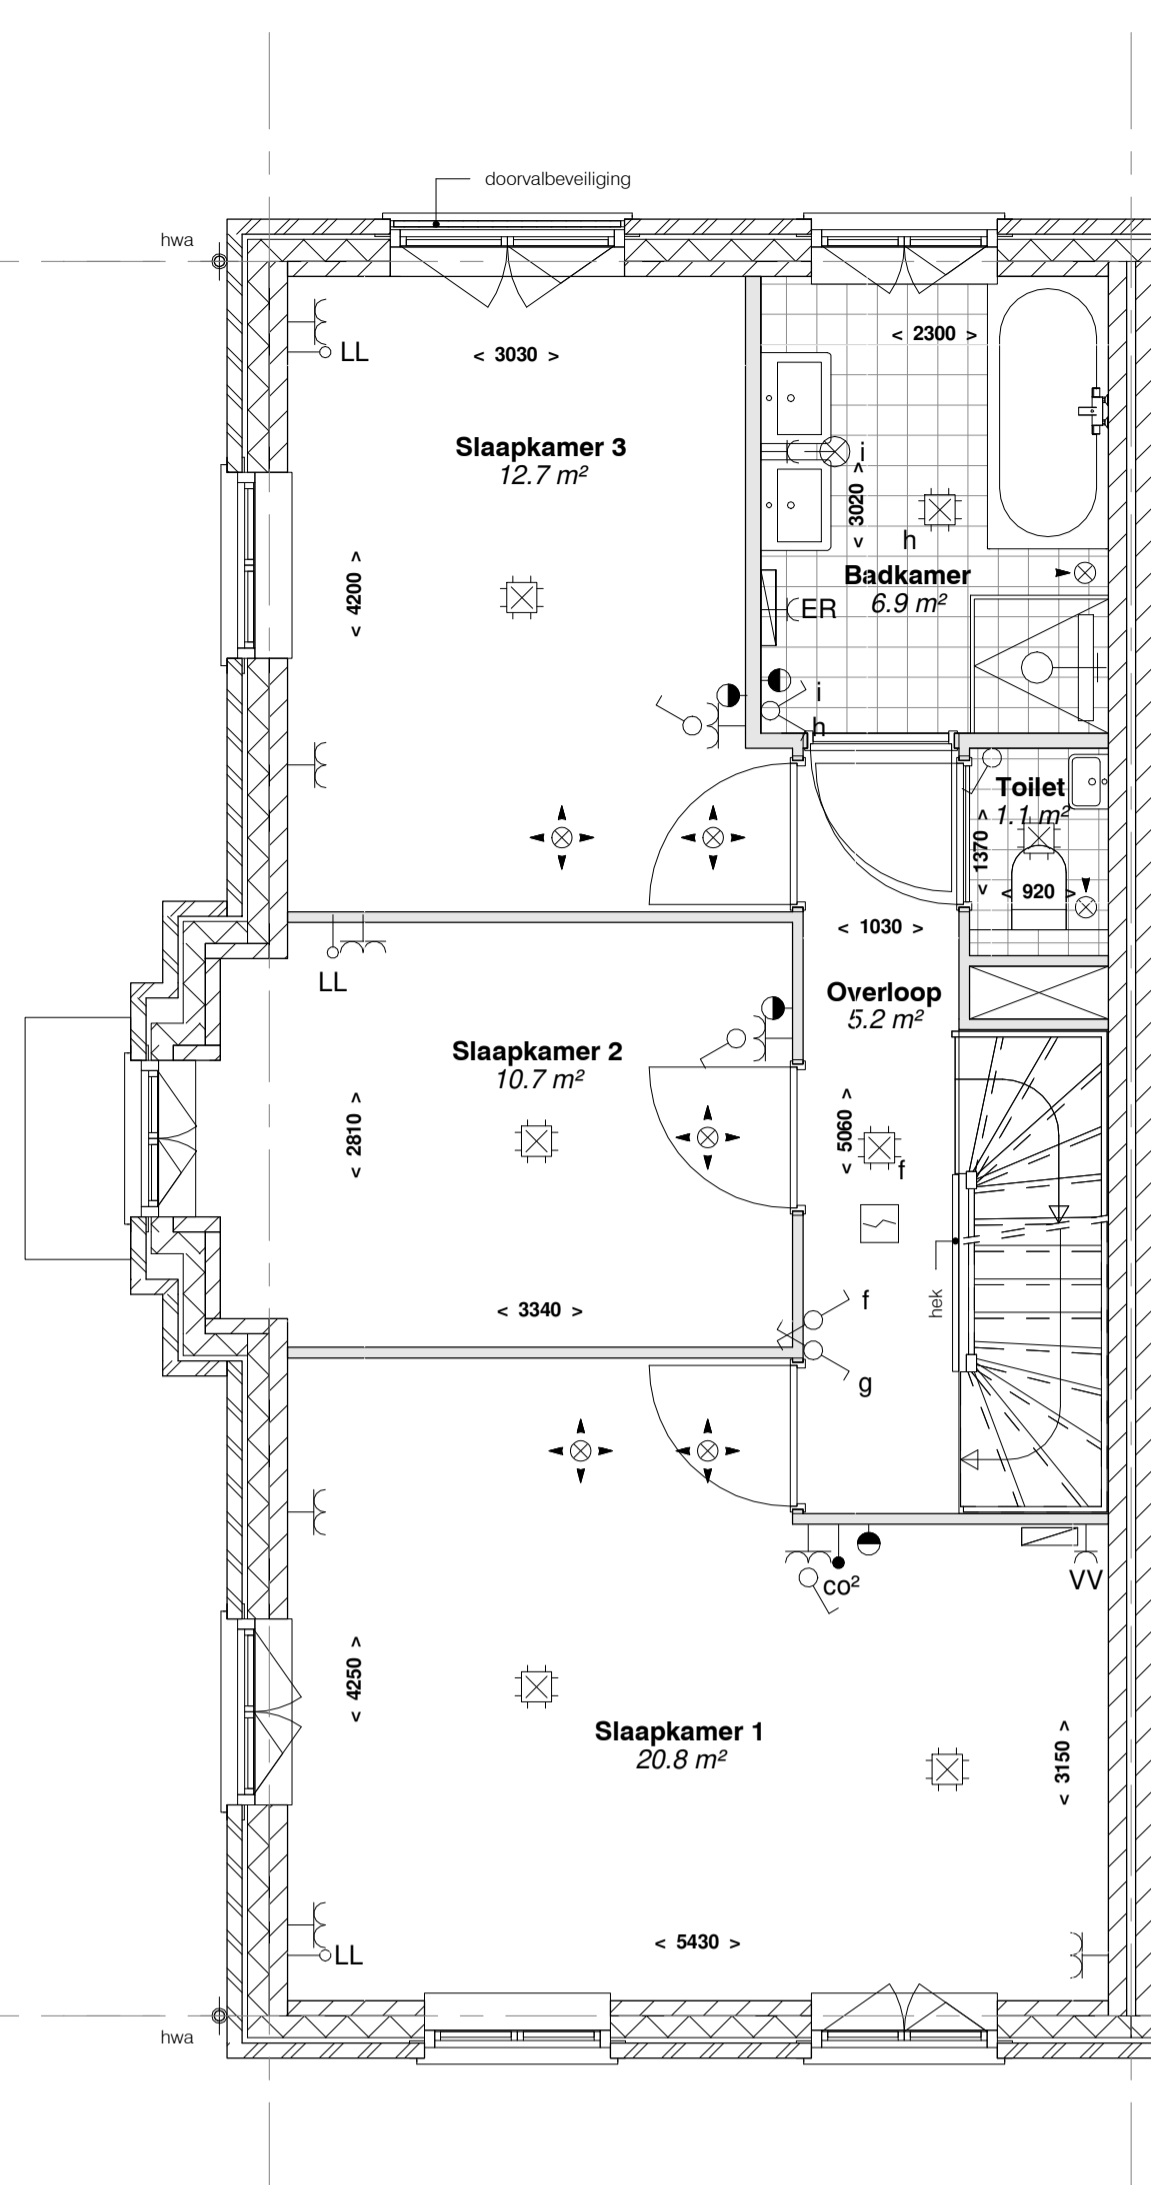 doorvalbeveiliging
hwa
LL
< 3030 >
< 2300 >
Slaapkamer 3
12.7 m²
i
< 3020 >
h
< 4200 >
Badkamer
6.9 m²
ER
i
h
Toilet
1.1 m²
< 1370 >
< 920 >
< 1030 >
LL
Overloop
5.2 m²
Slaapkamer 2
10.7 m²
< 2810 >
< 5060 >
f
hek
f
< 3340 >
g
co²
VV
< 4250 >
Slaapkamer 1
20.8 m²
< 3150 >
< 5430 >
LL
hwa